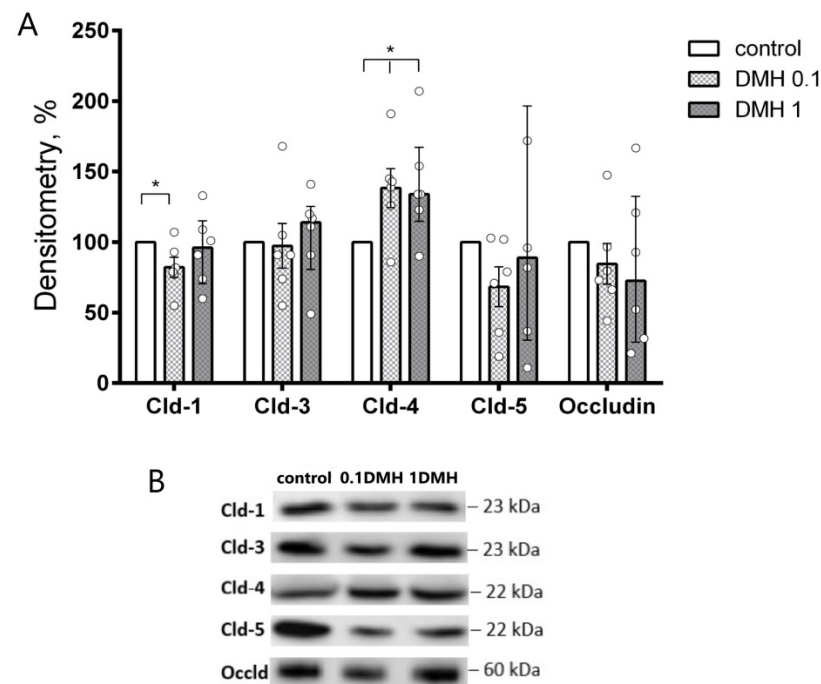 A
Densitometry, %
250
200
150
100
50
0
*
*
control
DMH 0.1
DMH 1
Cld-1 Cld-3 Cld-4 Cld-5 Occludin
B
control 0.1DMH 1DMH
Cld-1 – 23 kDa
Cld-3 – 23 kDa
Cld-4 – 22 kDa
Cld-5 – 22 kDa
Occld – 60 kDa